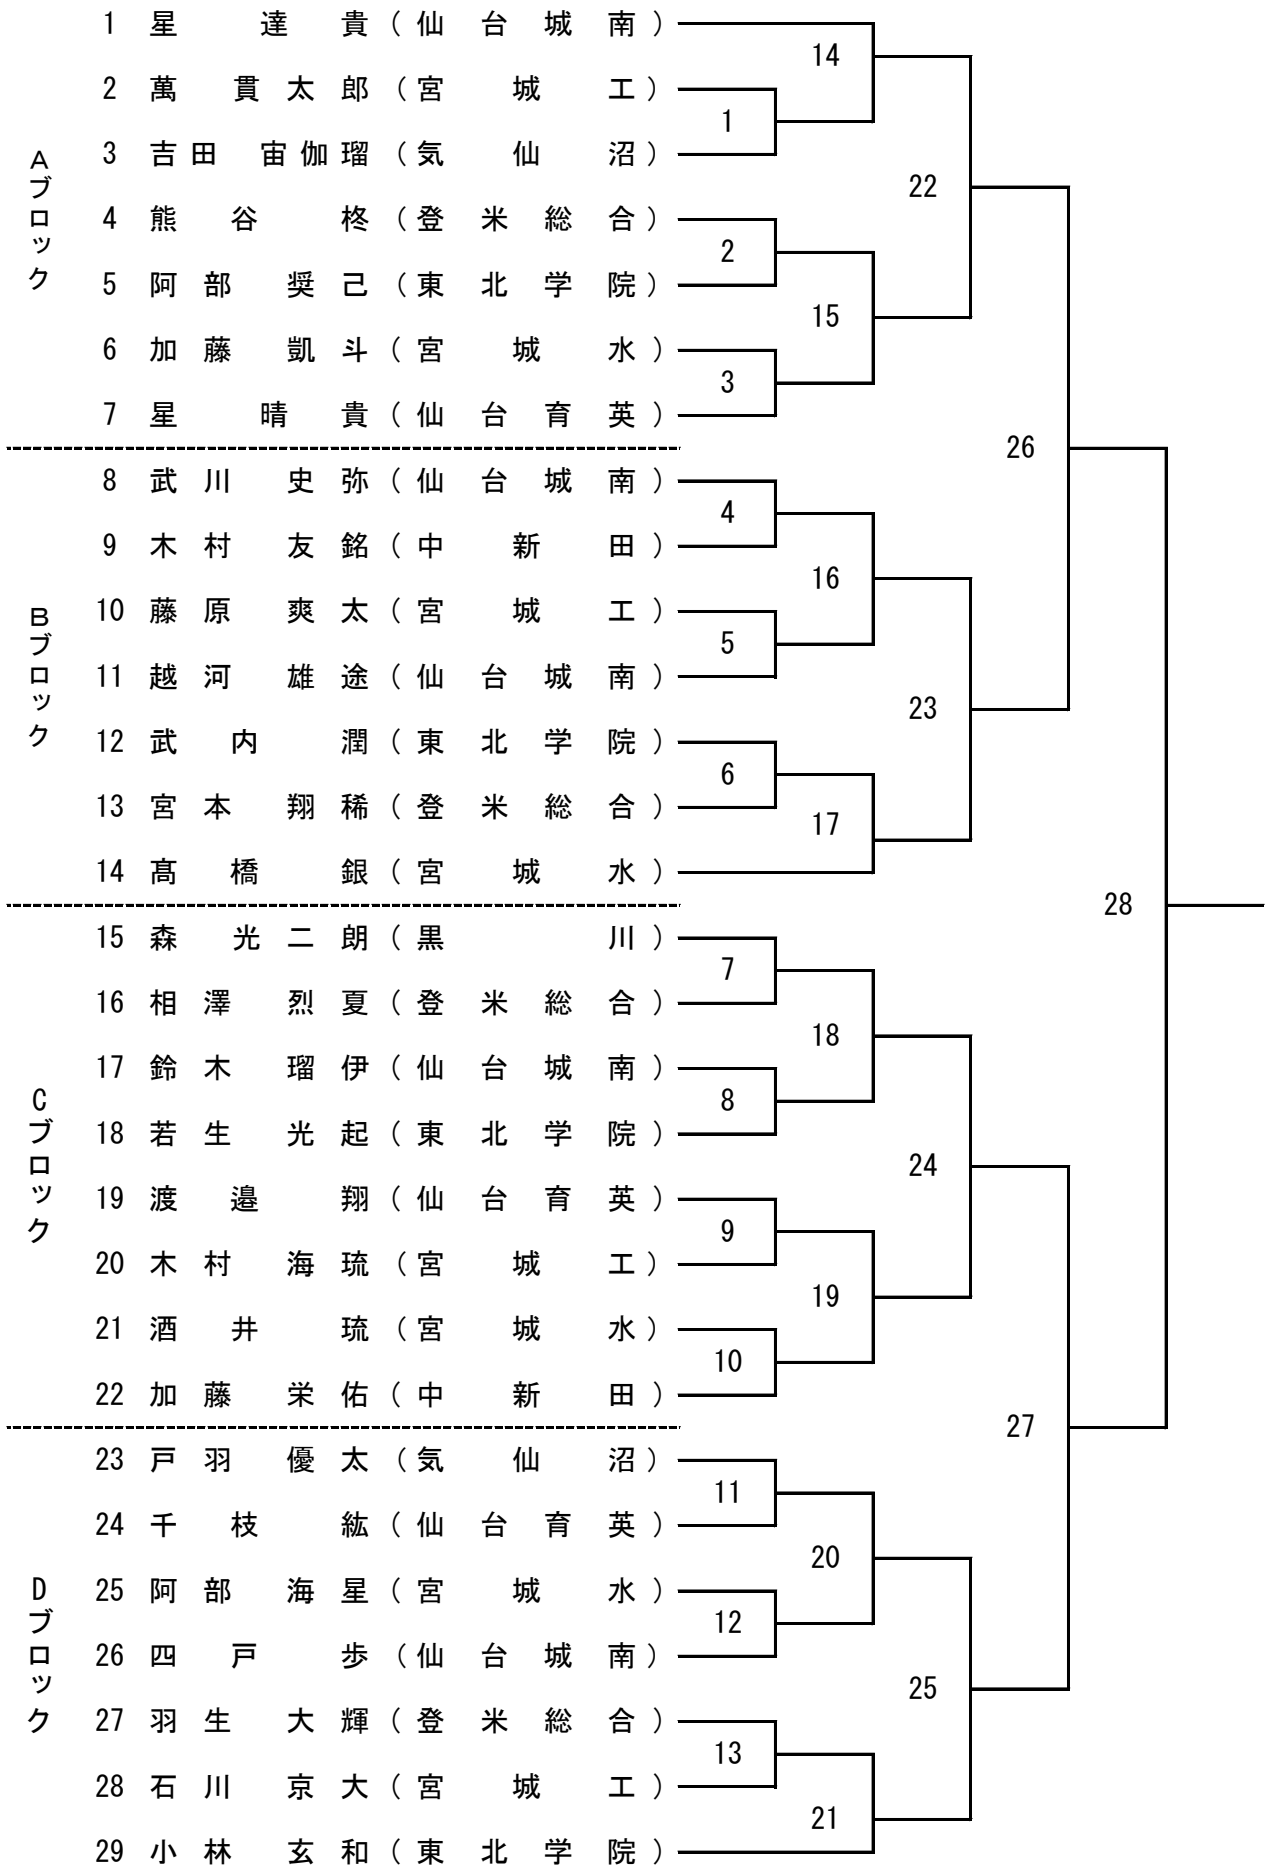 Aブロック
1 星 達 貴 ( 仙 台 城 南 )
2 萬 貫 太 郎 ( 宮 城 工 )
3 吉 田 宙 伽 瑠 ( 気 仙 沼 )
4 熊 谷 柊 ( 登 米 総 合 )
5 阿 部 奨 己 ( 東 北 学 院 )
6 加 藤 凱 斗 ( 宮 城 水 )
7 星 晴 貴 ( 仙 台 育 英 )
Bブロック
8 武 川 史 弥 ( 仙 台 城 南 )
9 木 村 友 銘 ( 中 新 田 )
10 藤 原 爽 太 ( 宮 城 工 )
11 越 河 雄 途 ( 仙 台 城 南 )
12 武 内 潤 ( 東 北 学 院 )
13 宮 本 翔 稀 ( 登 米 総 合 )
14 髙 橋 銀 ( 宮 城 水 )
Cブロック
15 森 光 二 朗 ( 黒 川 )
16 相 澤 烈 夏 ( 登 米 総 合 )
17 鈴 木 瑠 伊 ( 仙 台 城 南 )
18 若 生 光 起 ( 東 北 学 院 )
19 渡 邉 翔 ( 仙 台 育 英 )
20 木 村 海 琉 ( 宮 城 工 )
21 酒 井 琉 ( 宮 城 水 )
22 加 藤 栄 佑 ( 中 新 田 )
Dブロック
23 戸 羽 優 太 ( 気 仙 沼 )
24 千 枝 紘 ( 仙 台 育 英 )
25 阿 部 海 星 ( 宮 城 水 )
26 四 戸 歩 ( 仙 台 城 南 )
27 羽 生 大 輝 ( 登 米 総 合 )
28 石 川 京 大 ( 宮 城 工 )
29 小 林 玄 和 ( 東 北 学 院 )
1
2
3
4
5
6
7
8
9
10
11
12
13
14
15
16
17
18
19
20
21
22
23
24
25
26
27
28